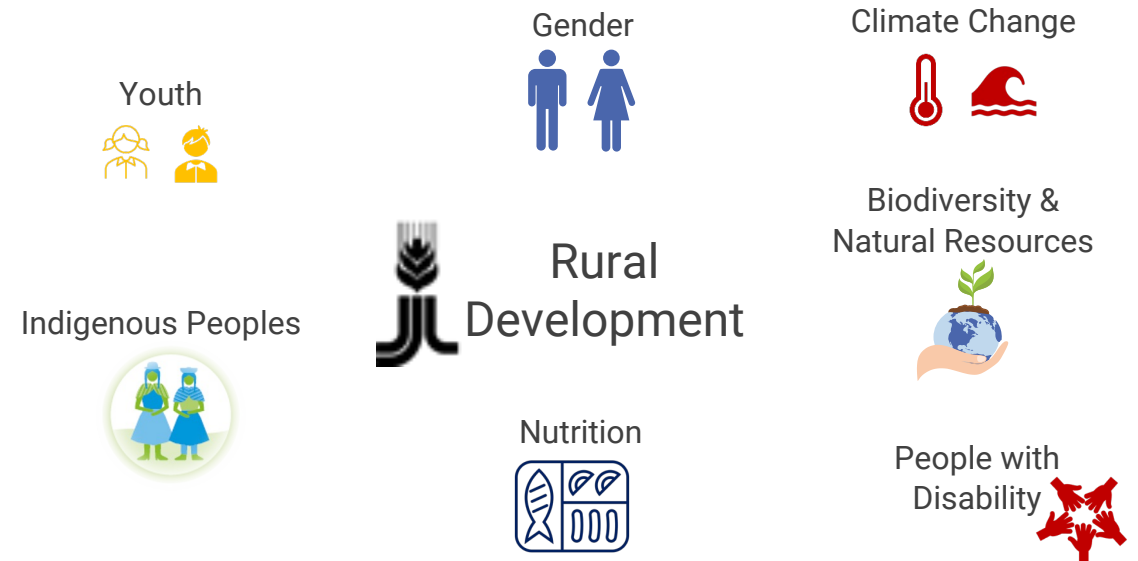 Gender
Climate Change
Youth
Biodiversity &
Natural Resources
Rural
Development
Indigenous Peoples
Nutrition
People with
Disability